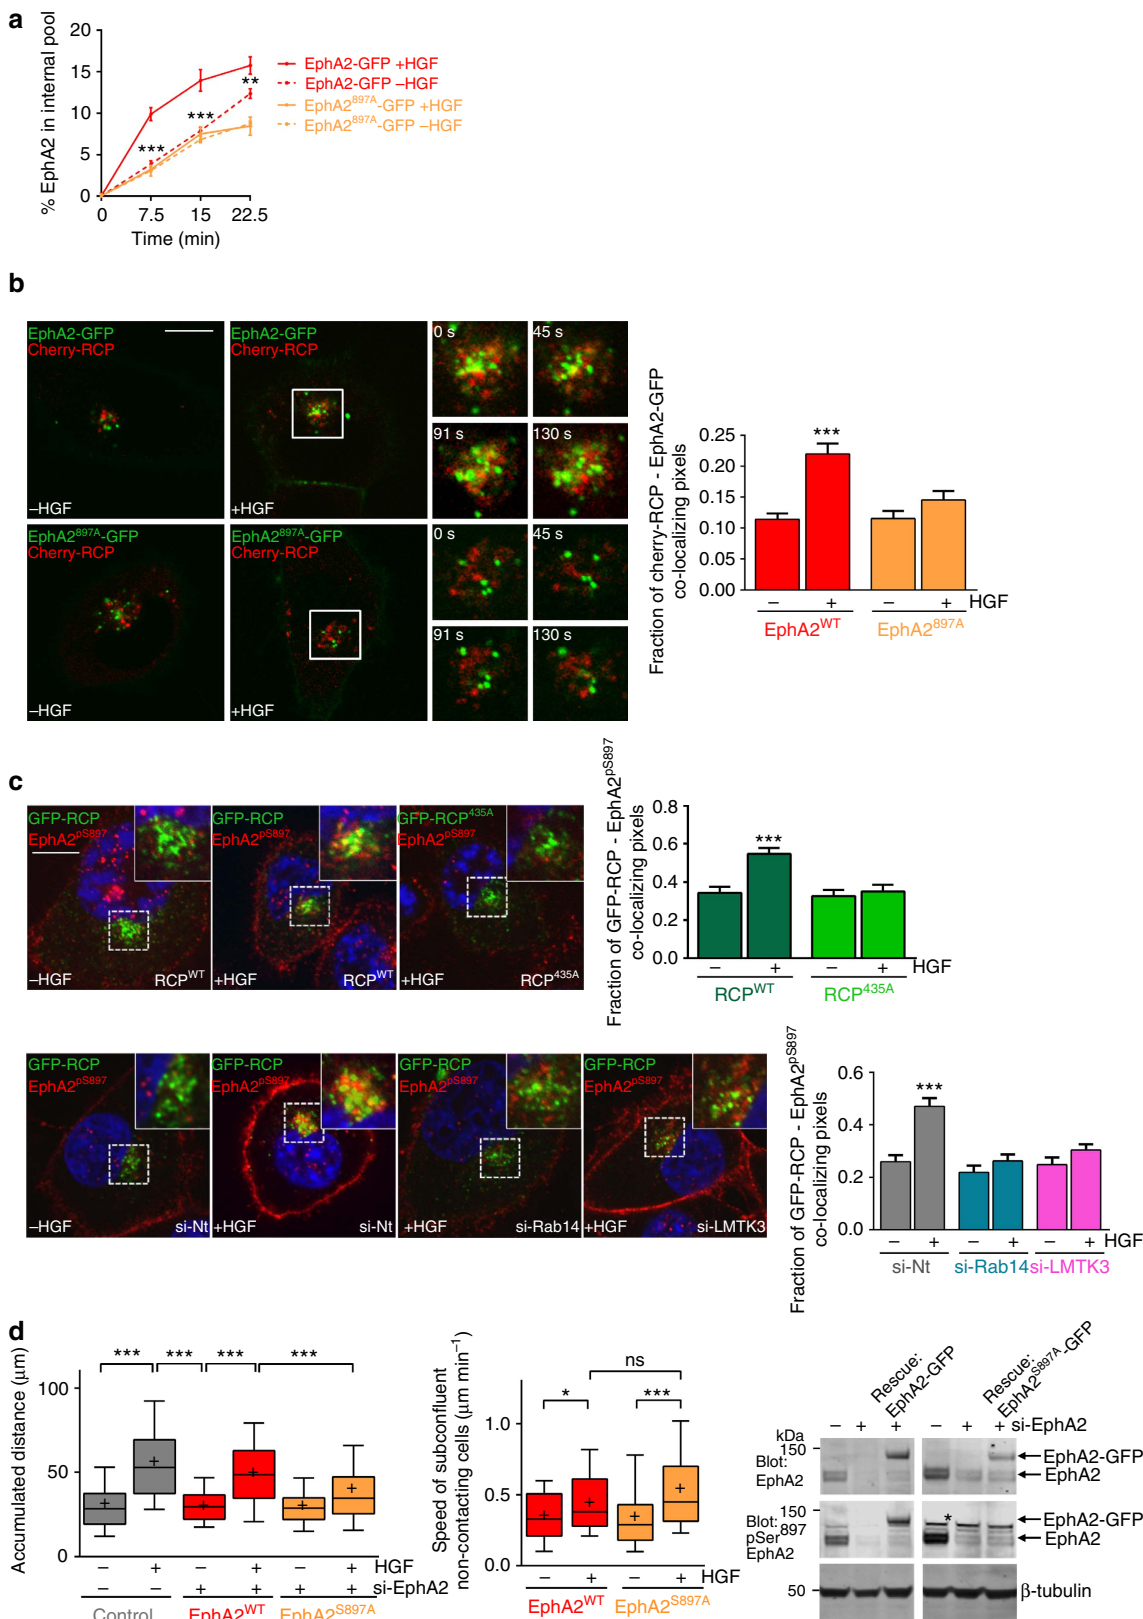 a
% EphA2 in internal pool
20
15
10
5
0
0 7.5 15 22.5
Time (min)
*** *** **
EphA2-GFP +HGF
EphA2-GFP –HGF
EphA2897A-GFP +HGF
EphA2897A-GFP –HGF
b
EphA2-GFP
Cherry-RCP
–HGF
EphA2-GFP
Cherry-RCP
+HGF
0 s
45 s
91 s
130 s
EphA2897A-GFP
Cherry-RCP
–HGF
EphA2897A-GFP
Cherry-RCP
+HGF
0 s
45 s
91 s
130 s
Fraction of cherry-RCP - EphA2-GFP
co-localizing pixels
0.25
0.20
0.15
0.10
0.05
0.00
***
– + – + HGF
EphA2WT EphA2897A
c
GFP-RCP
EphA2pS897
–HGF RCPWT
GFP-RCP
EphA2pS897
+HGF RCPWT
GFP-RCP435A
EphA2pS897
+HGF RCP435A
Fraction of GFP-RCP - EphA2pS897
co-localizing pixels
0.8
0.6
0.4
0.2
0.0
***
– + – + HGF
RCPWT RCP435A
GFP-RCP
EphA2pS897
–HGF si-Nt
GFP-RCP
EphA2pS897
+HGF si-Nt
GFP-RCP
EphA2pS897
+HGF si-Rab14
GFP-RCP
EphA2pS897
+HGF si-LMTK3
Fraction of GFP-RCP - EphA2pS897
co-localizing pixels
0.6
0.4
0.2
0.0
***
– + – + – + HGF
si-Nt si-Rab14 si-LMTK3
d
Accumulated distance (μm)
100
50
0
*** *** *** ***
– + – + – + HGF
– – + + + + si-EphA2
Control EphA2WT EphA2S897A
Speed of subconfluent
non-contacting cells (μm min–1)
1.0
0.5
0.0
ns
* ***
– + – + HGF
EphA2WT EphA2S897A
Rescue:
EphA2-GFP
Rescue:
EphA2S897A-GFP
– + + – + + si-EphA2
kDa
150
Blot:
EphA2
EphA2-GFP
EphA2
150
Blot:
pSer897
EphA2
*
EphA2-GFP
EphA2
50
β-tubulin